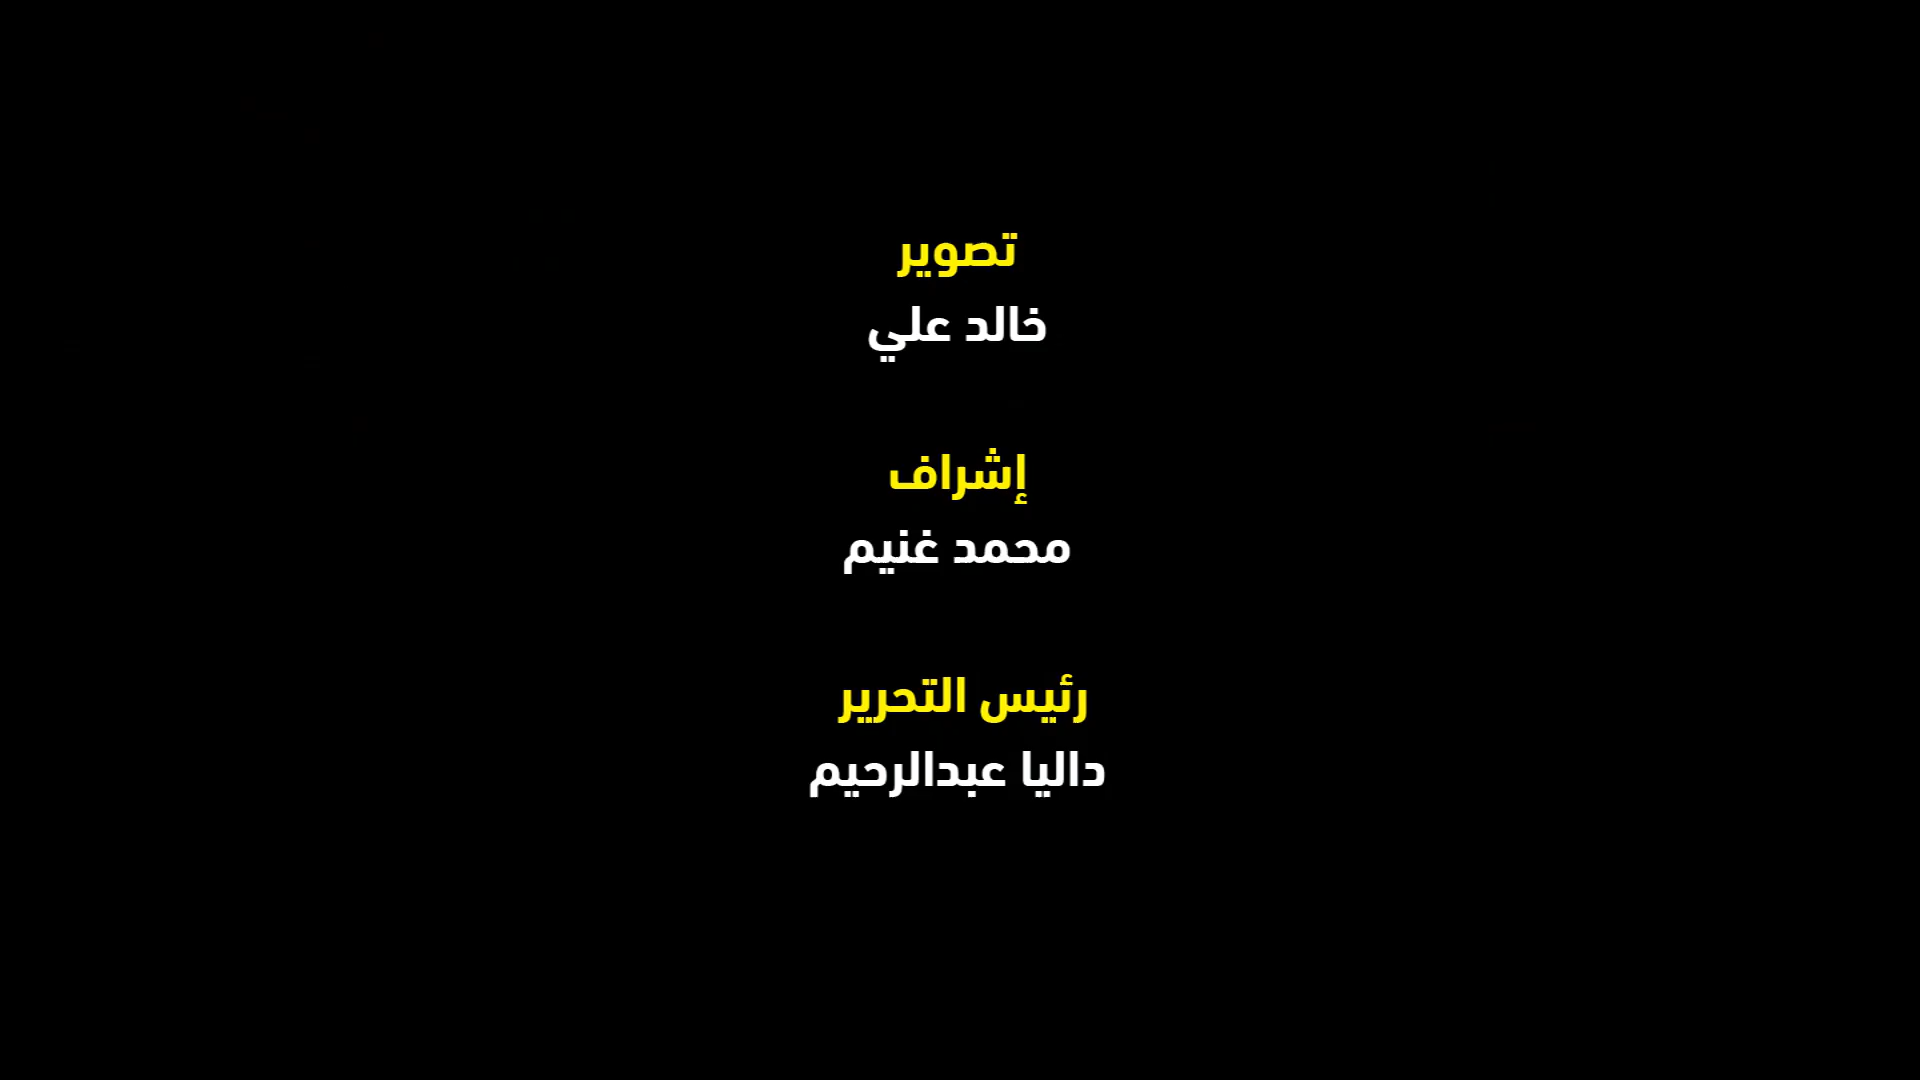 تصوير
خالد علي
إشراف
محمد غنيم
رئيس التحرير
داليا عبدالرحيم